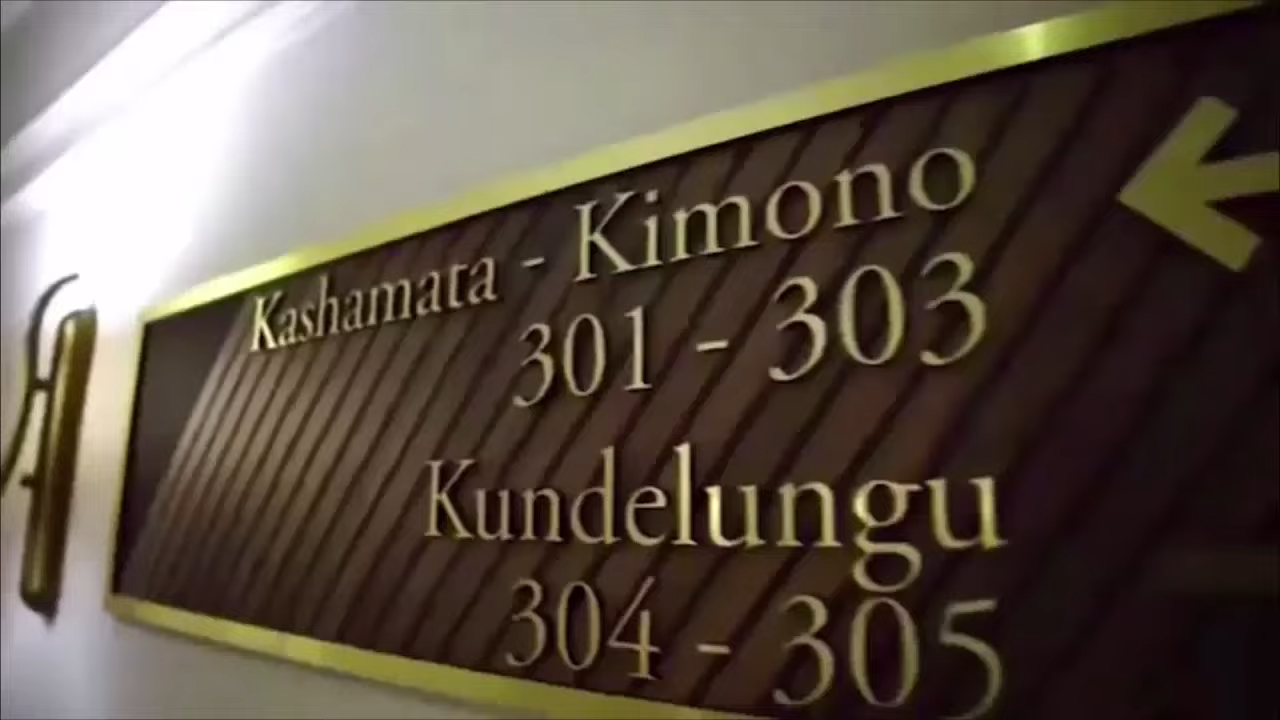 Kashamata - Kimono
301 - 303
Kundelungu
304 - 305